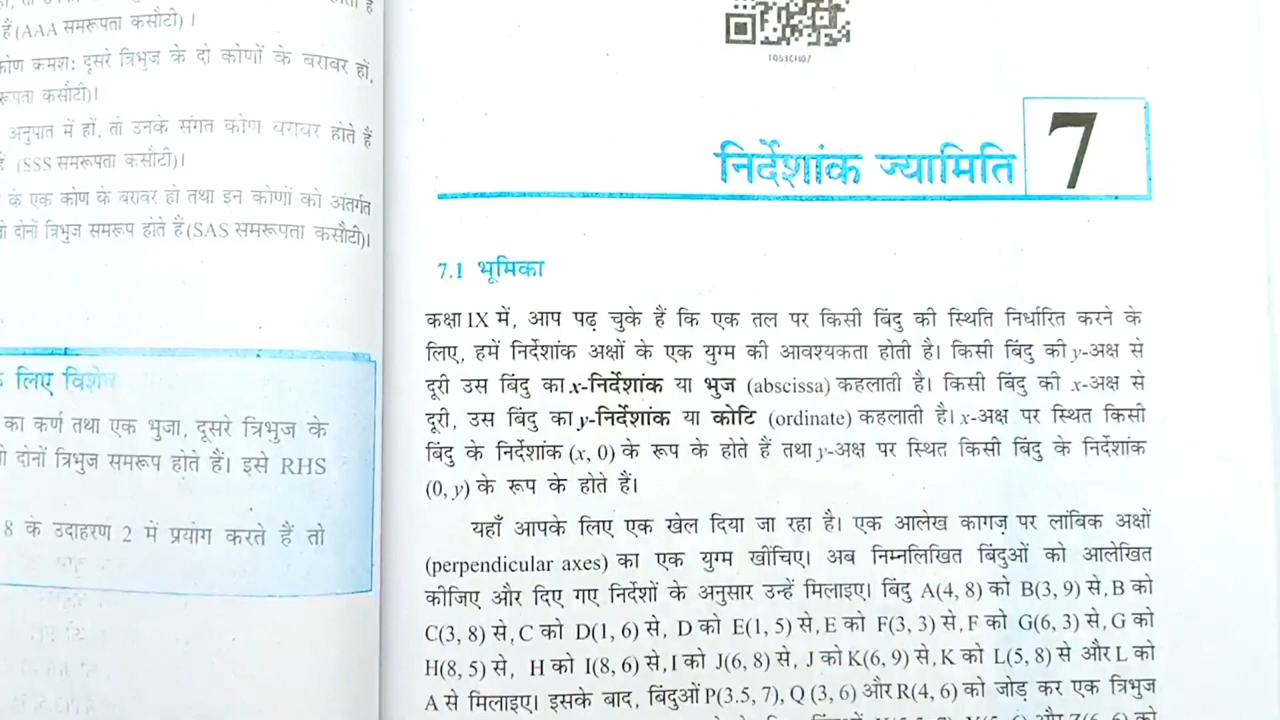 हैं (AAA समरूपता कसौटी) ।
कोण क्रमश: दूसरे त्रिभुज के दो कोणों के बराबर हों,
कसौटी)।
अनुपात में हों, तो उनके संगत कोण बराबर होते हैं
(SSS समरूपता कसौटी)।
के एक कोण के बराबर हो तथा इन कोणों को अंतर्गत
दोनों त्रिभुज समरूप होते हैं (SAS समरूपता कसौटी)।
लिए विशेष
का कर्ण तथा एक भुजा, दूसरे त्रिभुज के
दोनों त्रिभुज समरूप होते हैं। इसे RHS
8 के उदाहरण 2 में प्रयोग करते हैं तो
1053CH07
निर्देशांक ज्यामिति 7
7.1 भूमिका
कक्षा IX में, आप पढ़ चुके हैं कि एक तल पर किसी बिंदु की स्थिति निर्धारित करने के
लिए, हमें निर्देशांक अक्षों के एक युग्म की आवश्यकता होती है। किसी बिंदु की y-अक्ष से
दूरी उस बिंदु का x-निर्देशांक या भुज (abscissa) कहलाती है। किसी बिंदु की x-अक्ष से
दूरी, उस बिंदु का y-निर्देशांक या कोटि (ordinate) कहलाती है। x-अक्ष पर स्थित किसी
बिंदु के निर्देशांक (x, 0) के रूप के होते हैं तथा y-अक्ष पर स्थित किसी बिंदु के निर्देशांक
(0, y) के रूप के होते हैं।
यहाँ आपके लिए एक खेल दिया जा रहा है। एक आलेख कागज़ पर लांबिक अक्षों
(perpendicular axes) का एक युग्म खींचिए। अब निम्नलिखित बिंदुओं को आलेखित
कीजिए और दिए गए निर्देशों के अनुसार उन्हें मिलाइए। बिंदु A(4, 8) को B(3, 9) से, B को
C(3, 8) से, C को D(1, 6) से, D को E(1, 5) से, E को F(3, 3) से, F को G(6, 3) से, G को
H(8, 5) से, H को I(8, 6) से, I को J(6, 8) से, J को K(6, 9) से, K को L(5, 8) से और L को
A से मिलाइए। इसके बाद, बिंदुओं P(3.5, 7), Q (3, 6) और R(4, 6) को जोड़ कर एक त्रिभुज